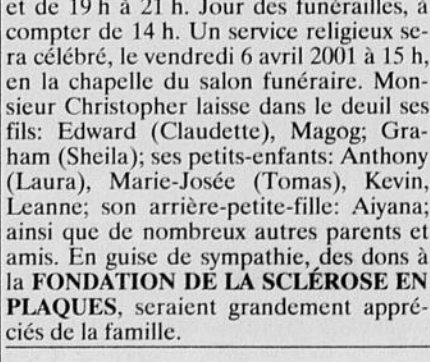 et de 19 h à 21 h. Jour des funérailles, à
compter de 14 h. Un service religieux se-
ra célébré, le vendredi 6 avril 2001 à 15 h,
en la chapelle du salon funéraire. Mon-
sieur Christopher laisse dans le deuil ses
fils: Edward (Claudette), Magog; Gra-
ham (Sheila); ses petits-enfants: Anthony
(Laura), Marie-Josée (Tomas), Kevin,
Leanne; son arrière-petite-fille: Aiyana;
ainsi que de nombreux autres parents et
amis. En guise de sympathie, des dons à
la FONDATION DE LA SCLÉROSE EN
PLAQUES, seraient grandement appré-
ciés de la famille.